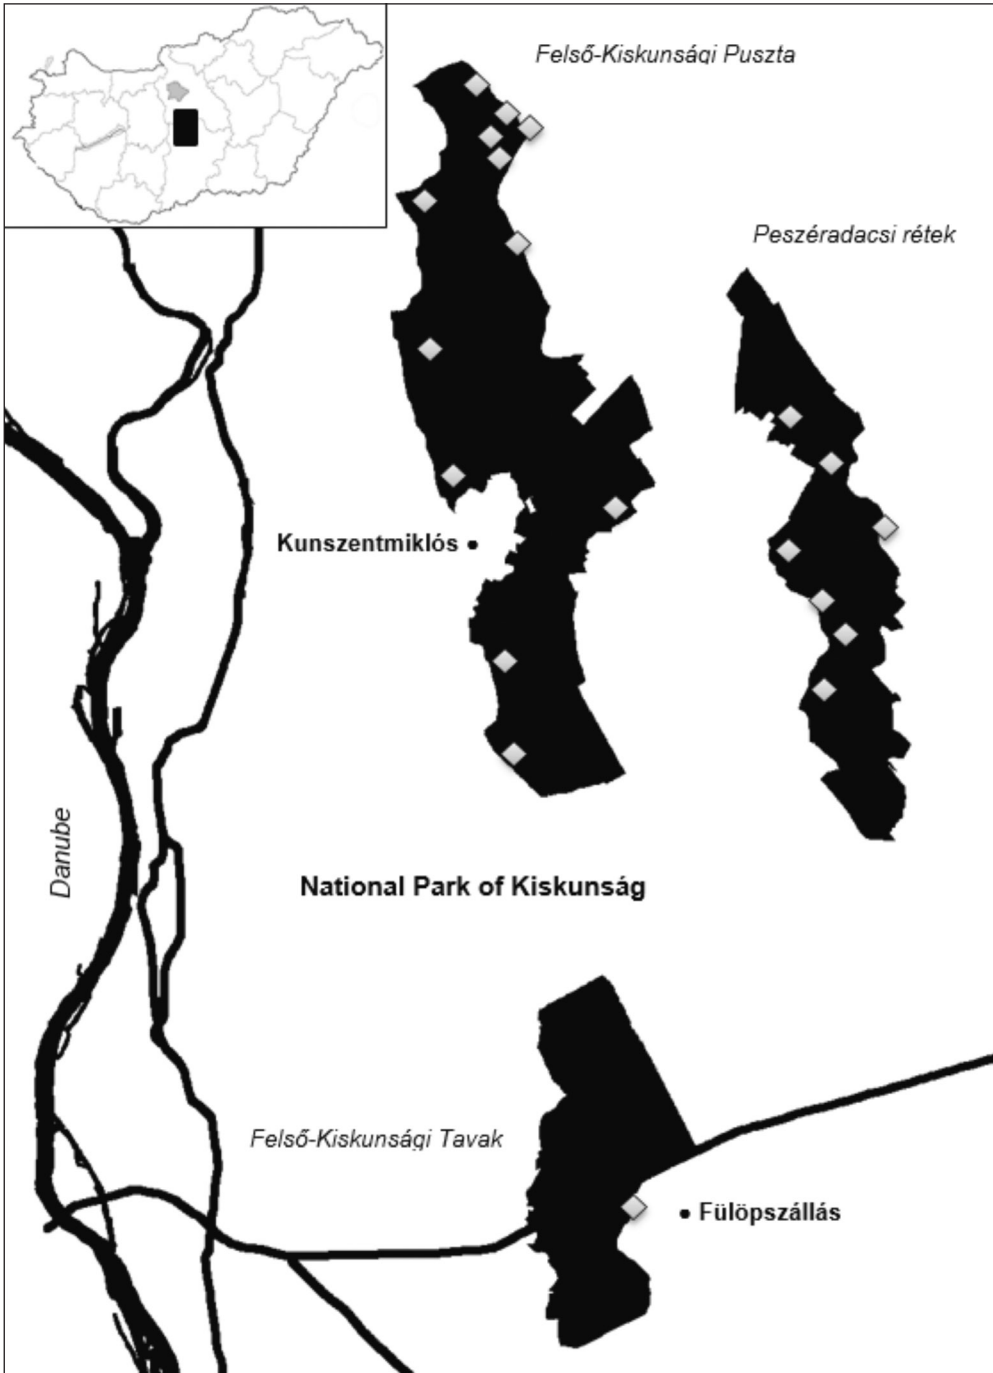 Felső-Kiskunsági Puszta
Peszéradacsi rétek
Kunszentmiklós
Danube
National Park of Kiskunság
Felső-Kiskunsági Tavak
Fülöpszállás